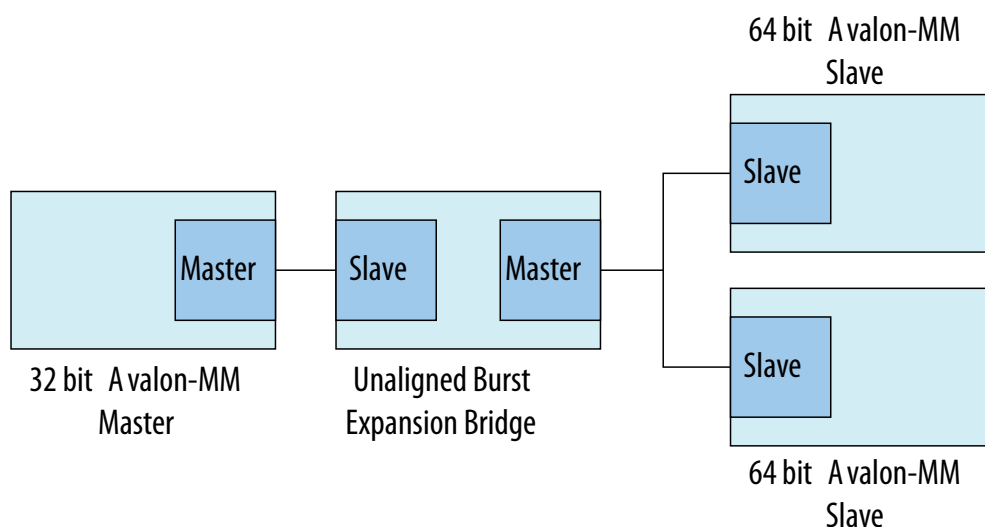 64 bit A valon-MM
Slave
Slave
Master
Slave
Master
Slave
32 bit A valon-MM
Master
Unaligned Burst
Expansion Bridge
64 bit A valon-MM
Slave